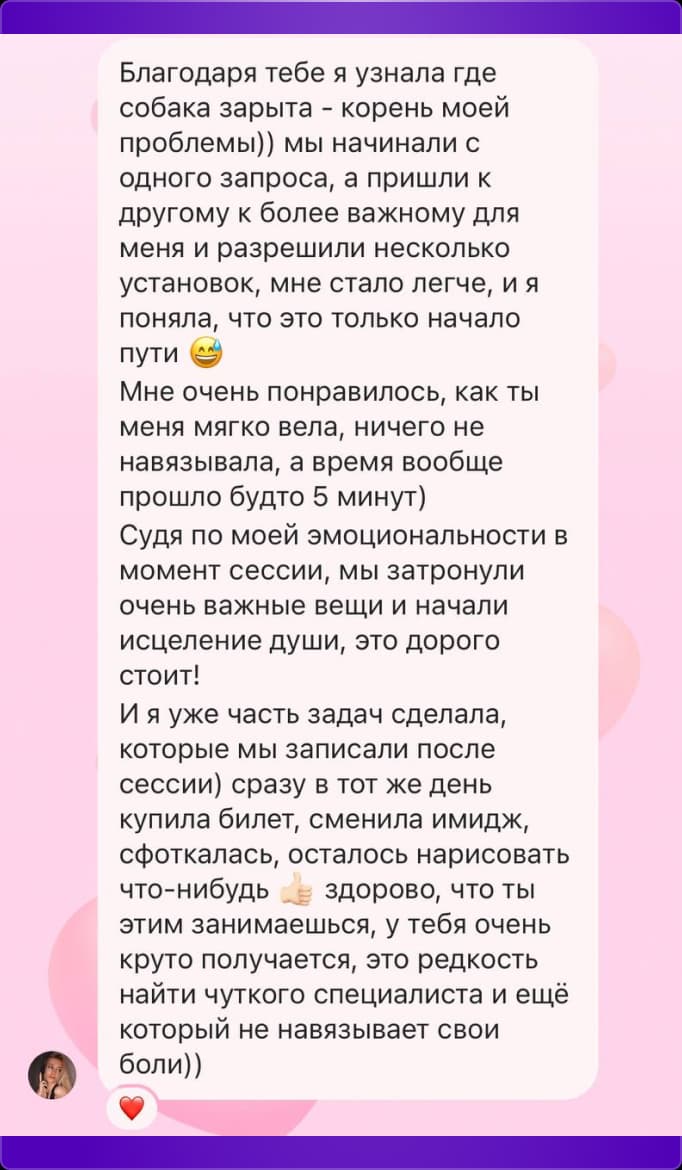 Благодаря тебе я узнала где
собака зарыта - корень моей
проблемы)) мы начинали с
одного запроса, а пришли к
другому к более важному для
меня и разрешили несколько
установок, мне стало легче, и я
поняла, что это только начало
пути 😅
Мне очень понравилось, как ты
меня мягко вела, ничего не
навязывала, а время вообще
прошло будто 5 минут)
Судя по моей эмоциональности в
момент сессии, мы затронули
очень важные вещи и начали
исцеление души, это дорого
стоит!
И я уже часть задач сделала,
которые мы записали после
сессии) сразу в тот же день
купила билет, сменила имидж,
сфоткалась, осталось нарисовать
что-нибудь 👍🏻 здорово, что ты
этим занимаешься, у тебя очень
круто получается, это редкость
найти чуткого специалиста и ещё
который не навязывает свои
боли))
❤️